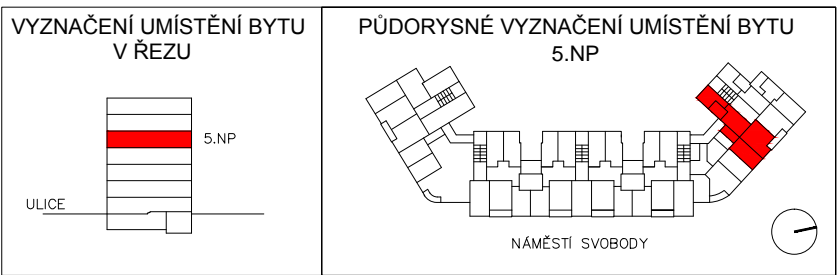 VYZNAČENÍ UMÍSTĚNÍ BYTU
V ŘEZU
5.NP
ULICE
PŮDORYSNÉ VYZNAČENÍ UMÍSTĚNÍ BYTU
5.NP
NÁMĚSTÍ SVOBODY